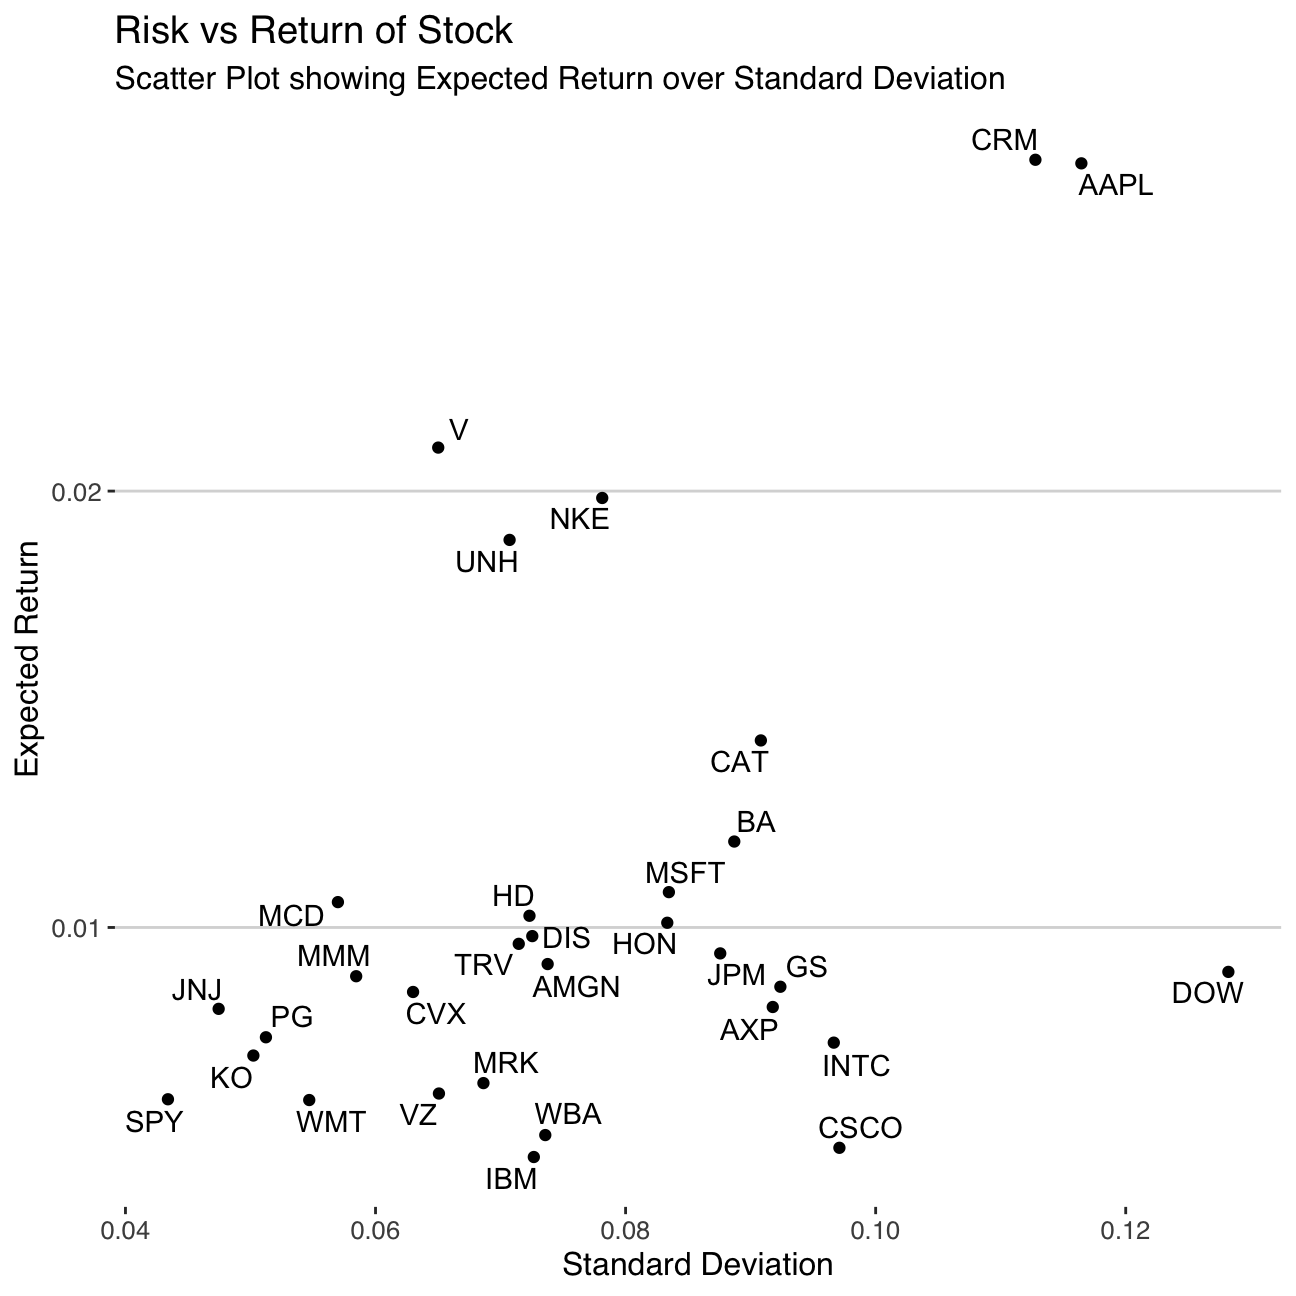 Risk vs Return of Stock
Scatter Plot showing Expected Return over Standard Deviation
CRM
AAPL
V
0.02
NKE
UNH
Expected Return
CAT
BA
MSFT
HD
MCD
0.01
DIS
HON
MMM
TRV
GS
JPM
AMGN
JNJ
DOW
CVX
PG
AXP
MRK
INTC
KO
WBA
VZ
SPY
WMT
CSCO
IBM
0.04 0.06 0.08 0.10 0.12
Standard Deviation